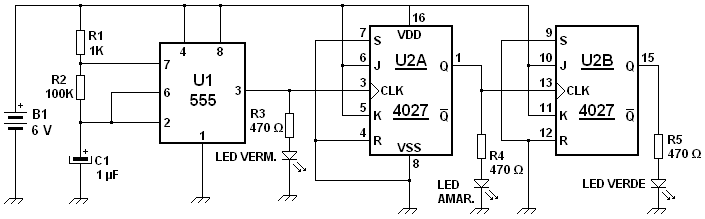 B1
6 V
R1
1K
R2
100K
C1
1 µF
+
+
4
8
7
6
2
U1
555
3
1
R3
470 Ω
LED VERM.
16
VDD
7
S
U2A
1
6
J
Q
3
CLK
5
K
4027
Q
4
R
VSS
8
R4
470 Ω
LED
AMAR.
9
S
U2B
15
10
J
Q
13
CLK
11
K
4027
Q
12
R
R5
470 Ω
LED VERDE